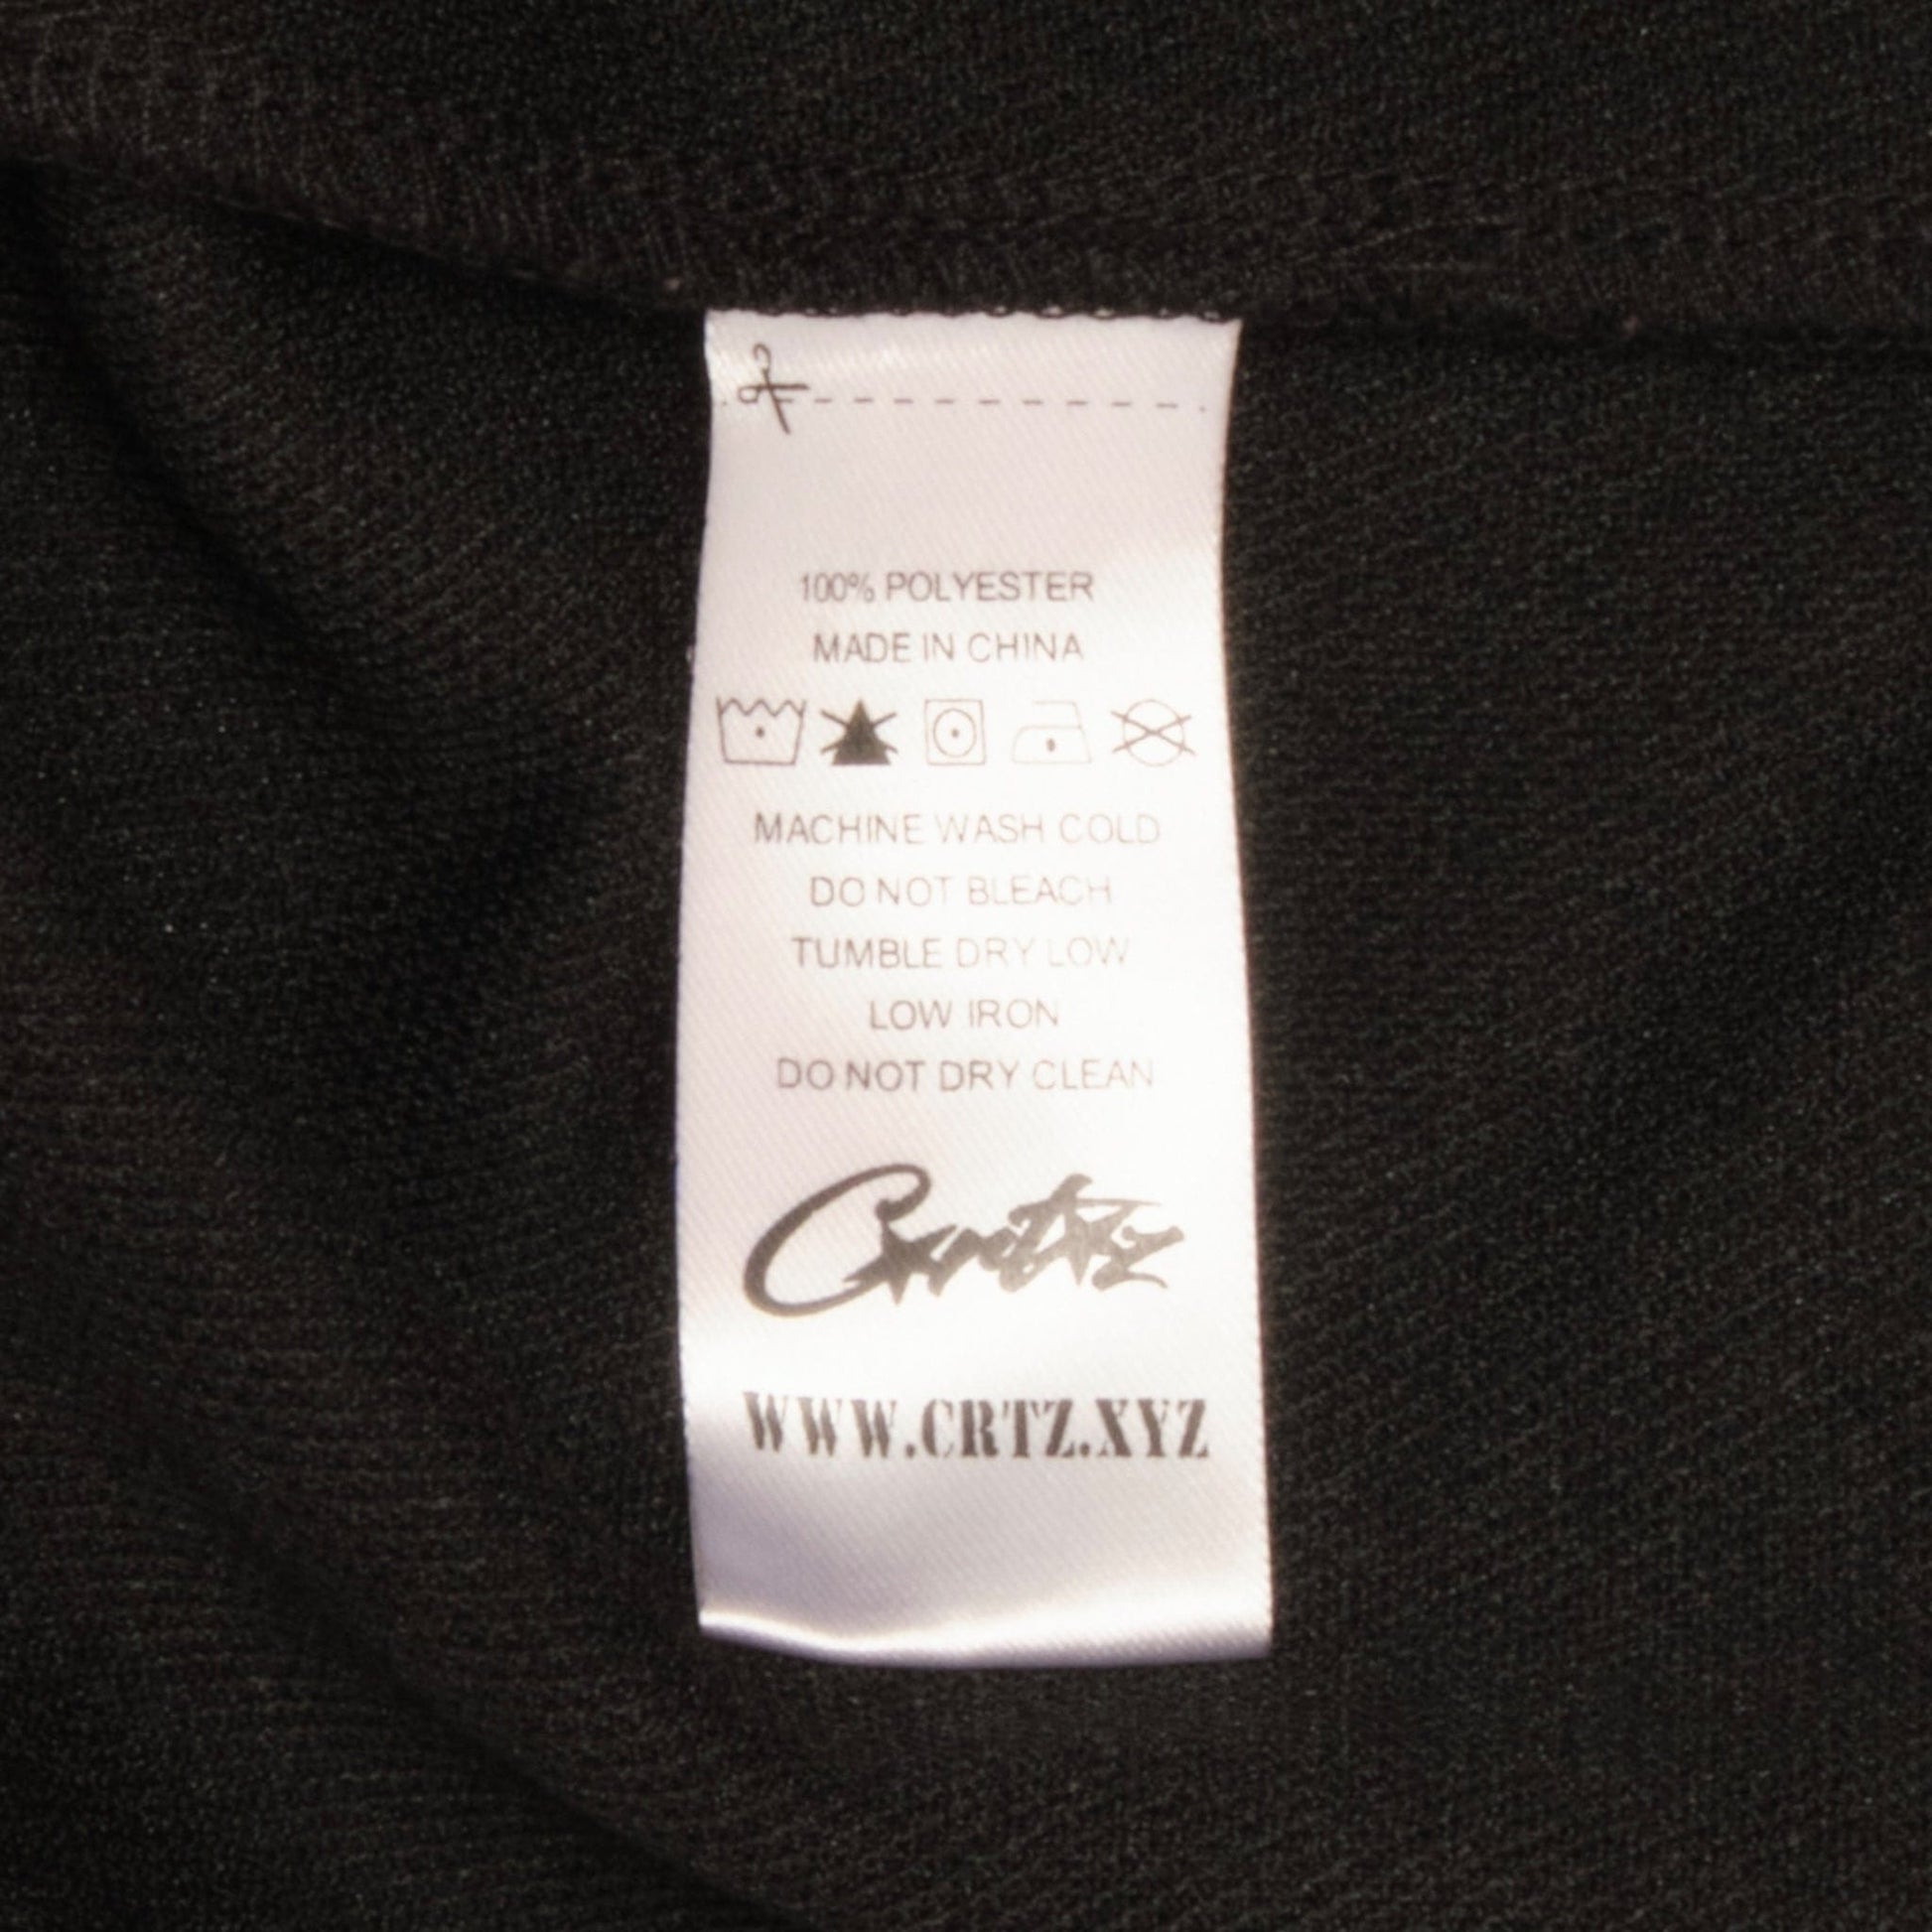 100% POLYESTER
MADE IN CHINA
MACHINE WASH COLD
DO NOT BLEACH
TUMBLE DRY LOW
LOW IRON
DO NOT DRY CLEAN
Crtz
WWW.CRTZ.XYZ